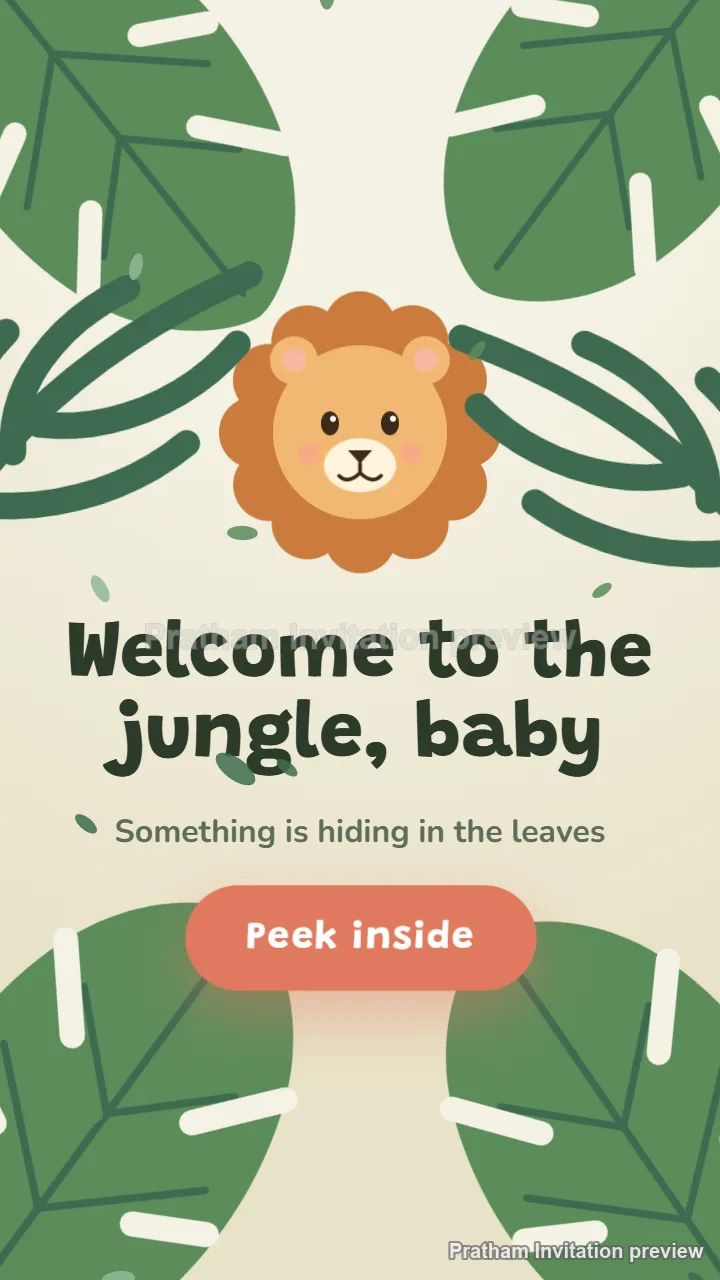 Pratham Invitation preview
Welcome to the
jungle, baby
Something is hiding in the leaves
Peek inside
Pratham Invitation preview